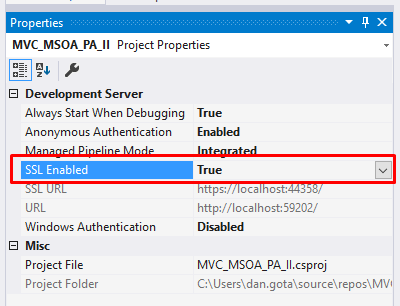 Properties
MVC_MSOA_PA_II Project Properties
Development Server
Always Start When Debugging True
Anonymous Authentication Enabled
Managed Pipeline Mode Integrated
SSL Enabled True
SSL URL https://localhost:44358/
URL http://localhost:59202/
Windows Authentication Disabled
Misc
Project File MVC_MSOA_PA_II.csproj
Project Folder C:\Users\dan.gota\source\repos\MV